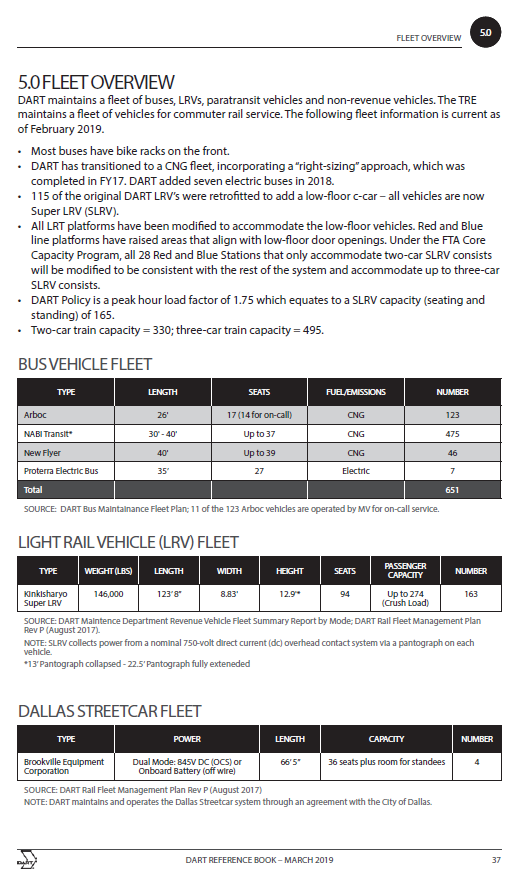 FLEET OVERVIEW
5.0
5.0 FLEET OVERVIEW
DART maintains a fleet of buses, LRVs, paratransit vehicles and non-revenue vehicles. The TRE
maintains a fleet of vehicles for commuter rail service. The following fleet information is current as
of February 2019.
• Most buses have bike racks on the front.
• DART has transitioned to a CNG fleet, incorporating a "right-sizing" approach, which was
completed in FY17. DART added seven electric buses in 2018.
• 115 of the original DART LRV's were retrofitted to add a low-floor c-car – all vehicles are now
Super LRV (SLRV).
• All LRT platforms have been modified to accommodate the low-floor vehicles. Red and Blue
line platforms have raised areas that align with low-floor door openings. Under the FTA Core
Capacity Program, all 28 Red and Blue Stations that only accommodate two-car SLRV consists
will be modified to be consistent with the rest of the system and accommodate up to three-car
SLRV consists.
• DART Policy is a peak hour load factor of 1.75 which equates to a SLRV capacity (seating and
standing) of 165.
• Two-car train capacity = 330; three-car train capacity = 495.
BUS VEHICLE FLEET
TYPE LENGTH SEATS FUEL/EMISSIONS NUMBER
Arboc 26' 17 (14 for on-call) CNG 123
NABI Transit* 30' - 40' Up to 37 CNG 475
New Flyer 40' Up to 39 CNG 46
Proterra Electric Bus 35' 27 Electric 7
Total 651
SOURCE: DART Bus Maintainance Fleet Plan; 11 of the 123 Arboc vehicles are operated by MV for on-call service.
LIGHT RAIL VEHICLE (LRV) FLEET
TYPE WEIGHT (LBS) LENGTH WIDTH HEIGHT SEATS PASSENGER CAPACITY NUMBER
Kinkisharyo Super LRV 146,000 123' 8" 8.83' 12.9'* 94 Up to 274 (Crush Load) 163
SOURCE: DART Maintence Department Revenue Vehicle Fleet Summary Report by Mode; DART Rail Fleet Management Plan
Rev P (August 2017).
NOTE: SLRV collects power from a nominal 750-volt direct current (dc) overhead contact system via a pantograph on each
vehicle.
*13' Pantograph collapsed - 22.5' Pantograph fully exteneded
DALLAS STREETCAR FLEET
TYPE POWER LENGTH CAPACITY NUMBER
Brookville Equipment Corporation Dual Mode: 845V DC (OCS) or Onboard Battery (off wire) 66' 5" 36 seats plus room for standees 4
SOURCE: DART Rail Fleet Management Plan Rev P (August 2017)
NOTE: DART maintains and operates the Dallas Streetcar system through an agreement with the City of Dallas.
DART
DART REFERENCE BOOK – MARCH 2019
37